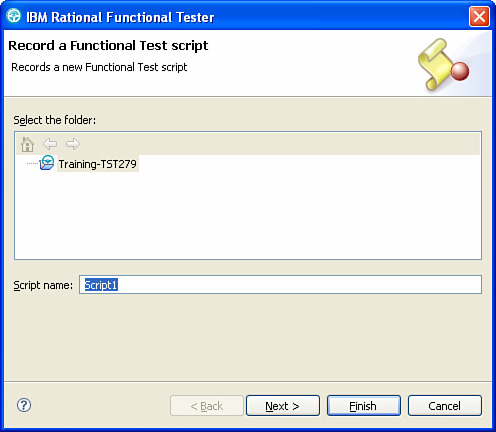 IBM Rational Functional Tester
Record a Functional Test script
Records a new Functional Test script
Select the folder:
Training-TST279
Script name: Script1
? < Back Next > Finish Cancel